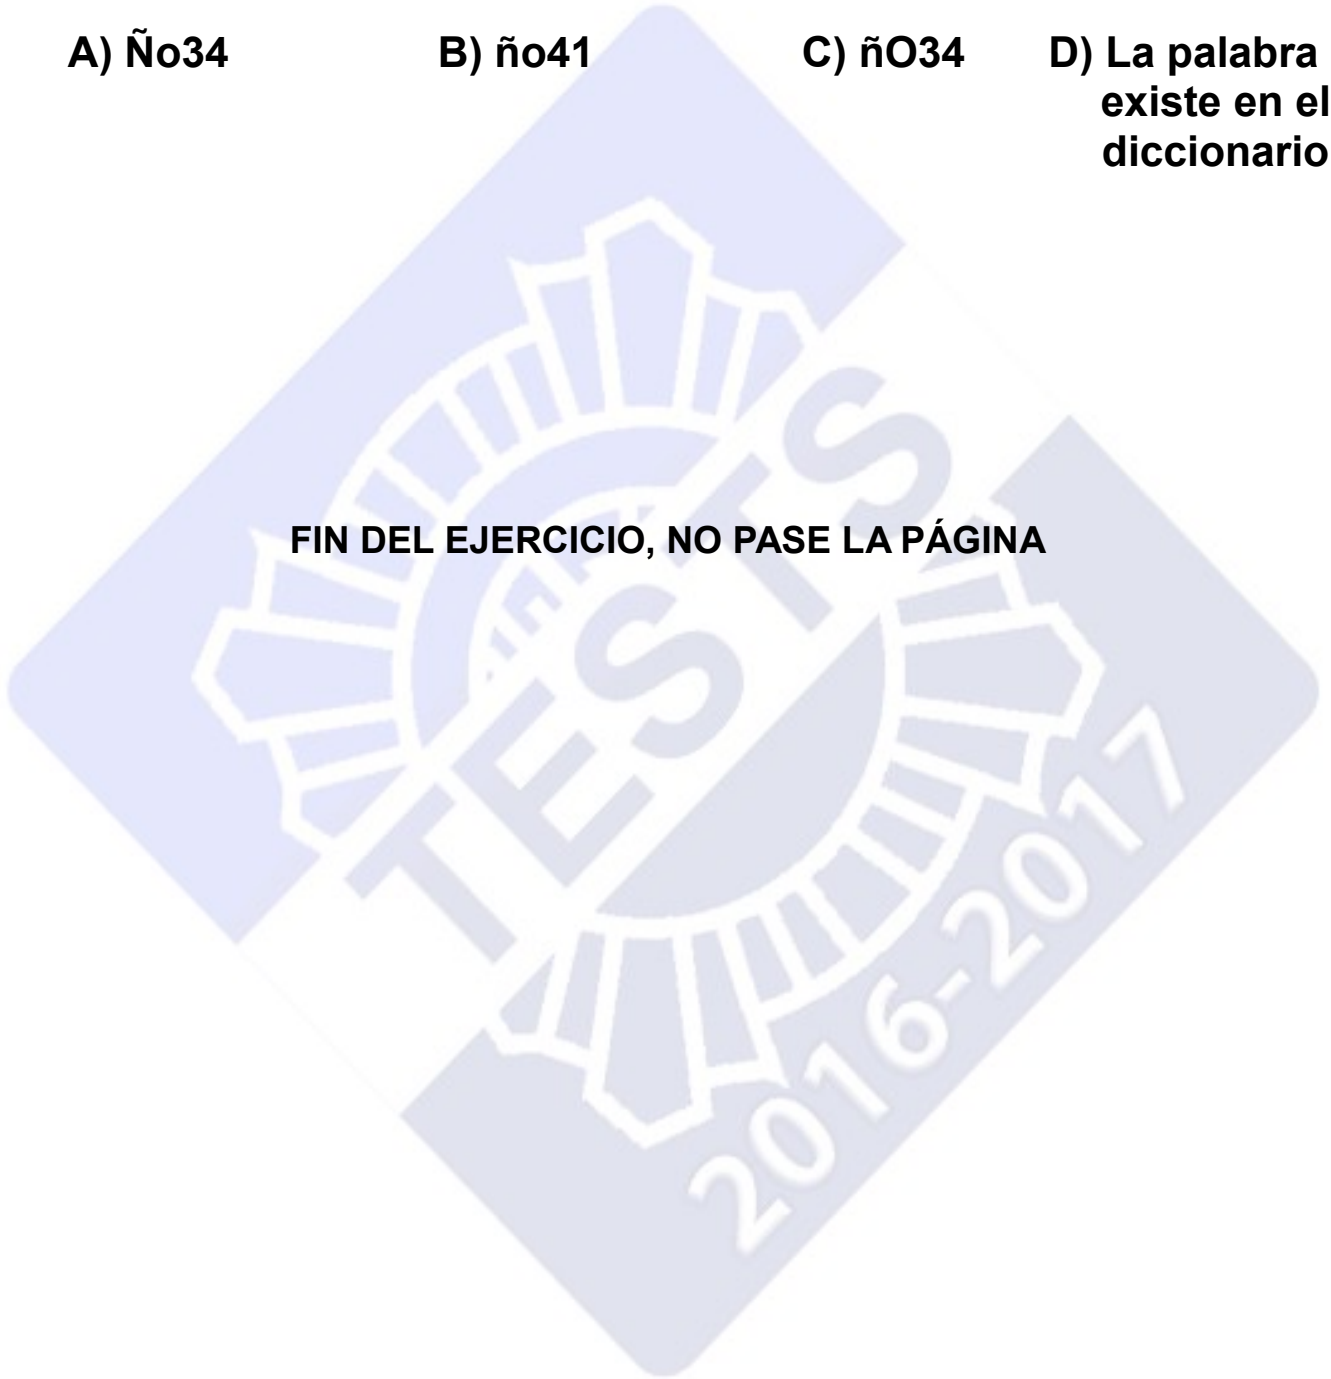 A) Ño34 B) ño41 C) ñO34 D) La palabra
existe en el
diccionario
FIN DEL EJERCICIO, NO PASE LA PÁGINA
TESTS
2016-2017